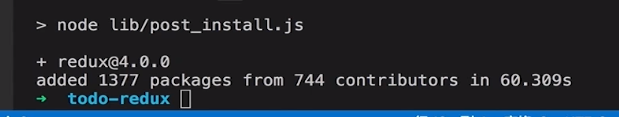 > node lib/post_install.js
+ redux@4.0.0
added 1377 packages from 744 contributors in 60.309s
→ todo-redux